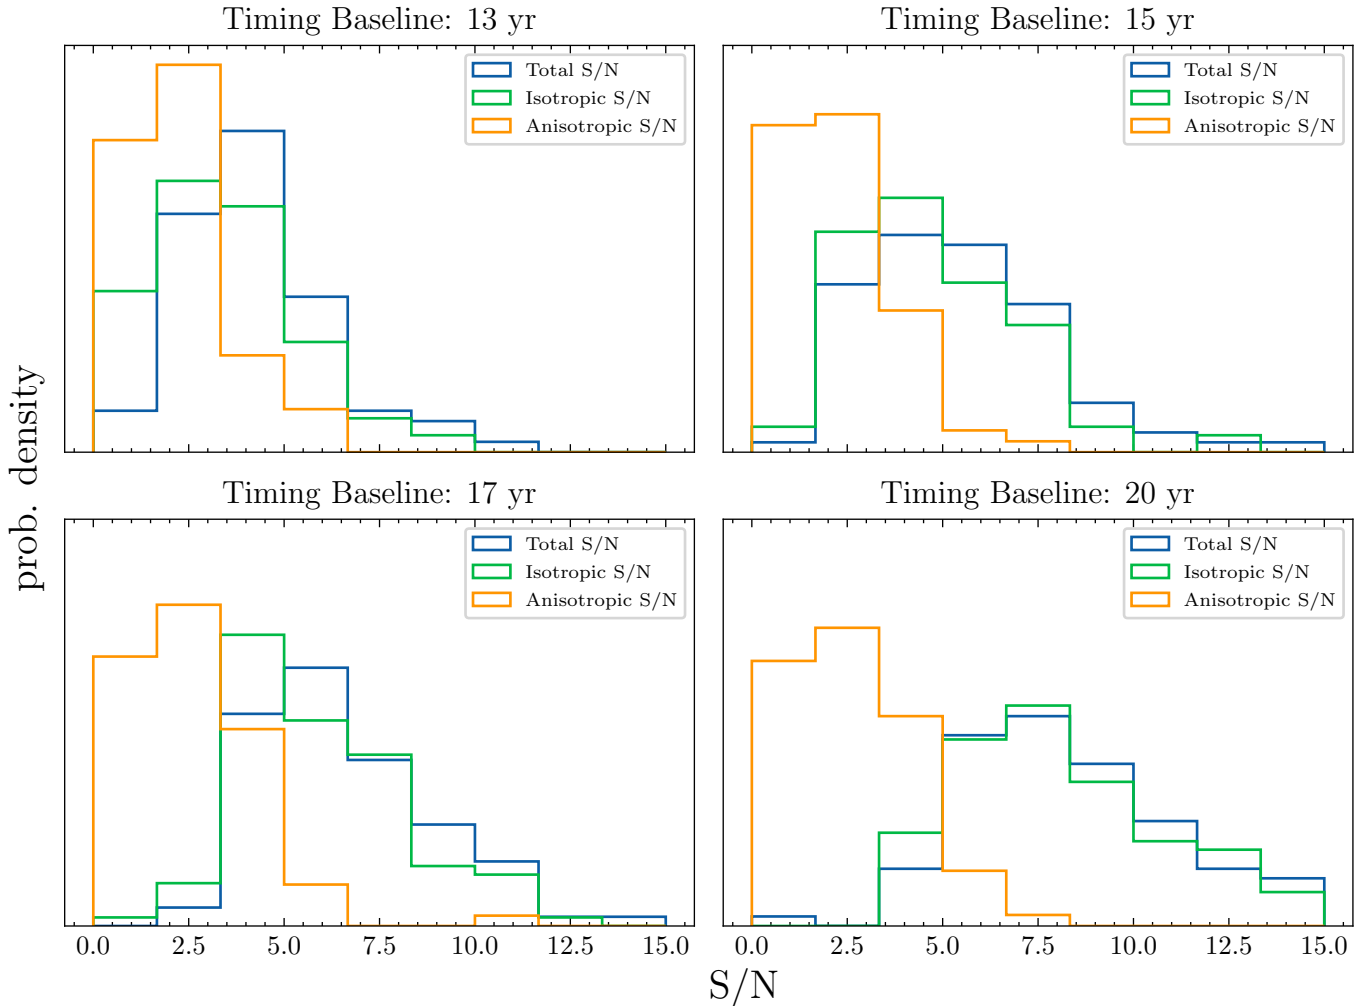 Timing Baseline: 13 yr
Total S/N
Isotropic S/N
Anisotropic S/N
Timing Baseline: 15 yr
Total S/N
Isotropic S/N
Anisotropic S/N
prob. density
Timing Baseline: 17 yr
Total S/N
Isotropic S/N
Anisotropic S/N
0.0 2.5 5.0 7.5 10.0 12.5 15.0
Timing Baseline: 20 yr
Total S/N
Isotropic S/N
Anisotropic S/N
0.0 2.5 5.0 7.5 10.0 12.5 15.0
S/N